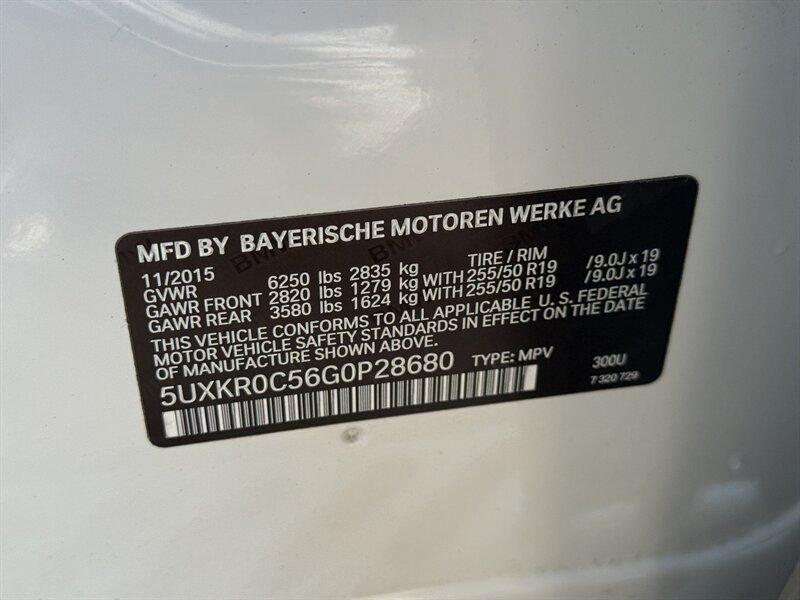 MFD BY BAYERISCHE MOTOREN WERKE AG
11/2015 TIRE / RIM
GVWR 6250 lbs 2835 kg
GAWR FRONT 2820 lbs 1279 kg WITH 255/50 R19 /9.0J x 19
GAWR REAR 3580 lbs 1624 kg WITH 255/50 R19 /9.0J x 19
THIS VEHICLE CONFORMS TO ALL APPLICABLE U. S. FEDERAL
MOTOR VEHICLE SAFETY STANDARDS IN EFFECT ON THE DATE
OF MANUFACTURE SHOWN ABOVE.
5UXKR0C56G0P28680 TYPE: MPV 300U
7 320 729